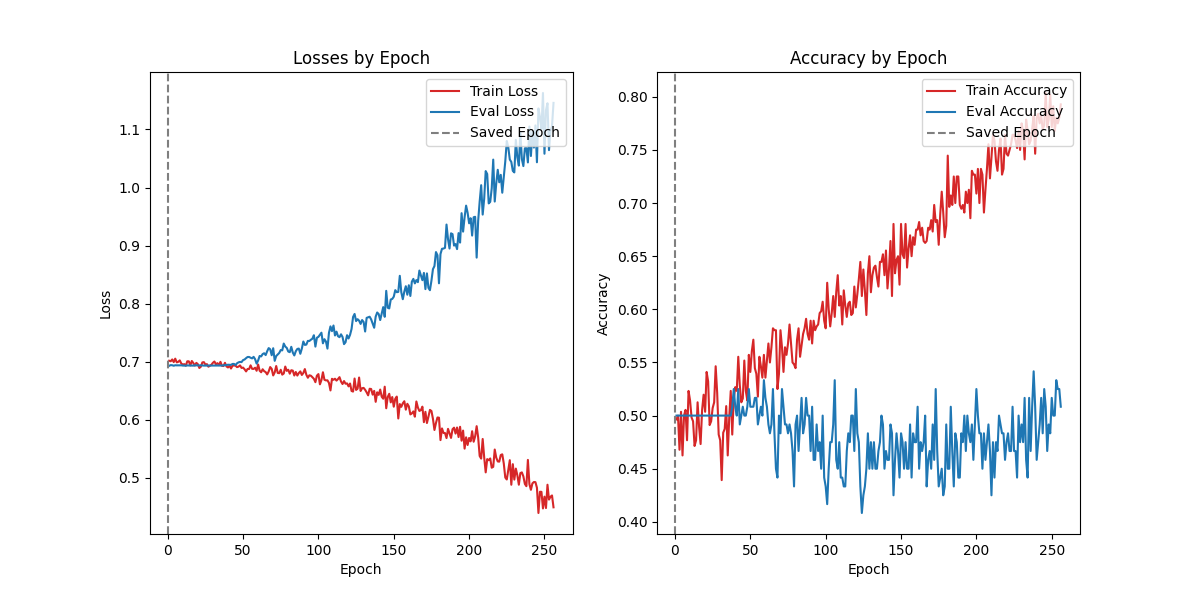 Losses by Epoch
Train Loss
Eval Loss
Saved Epoch
1.1
1.0
0.9
0.8
0.7
0.6
0.5
Loss
0 50 100 150 200 250
Epoch
Accuracy by Epoch
Train Accuracy
Eval Accuracy
Saved Epoch
0.80
0.75
0.70
0.65
0.60
0.55
0.50
0.45
0.40
Accuracy
0 50 100 150 200 250
Epoch